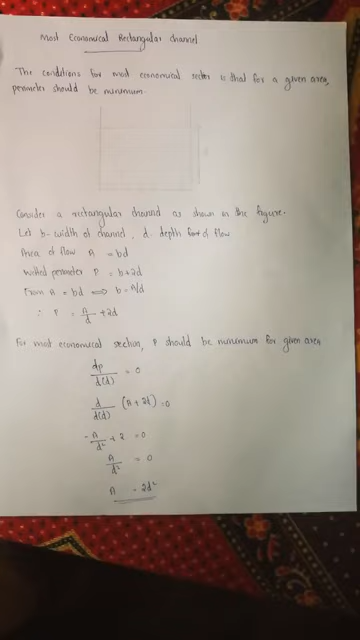 Most Economical Rectangular channel
The conditions for most economical section is that for a given area,
perimeter should be minimum.
Consider a rectangular channel as shown in the figure.
Let b- width of channel, d- depth of flow
Area of flow A = bd
Wetted perimeter P = b+2d
From A = bd ⟹ b = A/d
∴ P = A/d + 2d
For most economical section, P should be minimum for given area
dp/d(d) = 0
d/d(d) (A + 2d) = 0
-A/d² + 2 = 0
A/d² = 0
A - 2d²